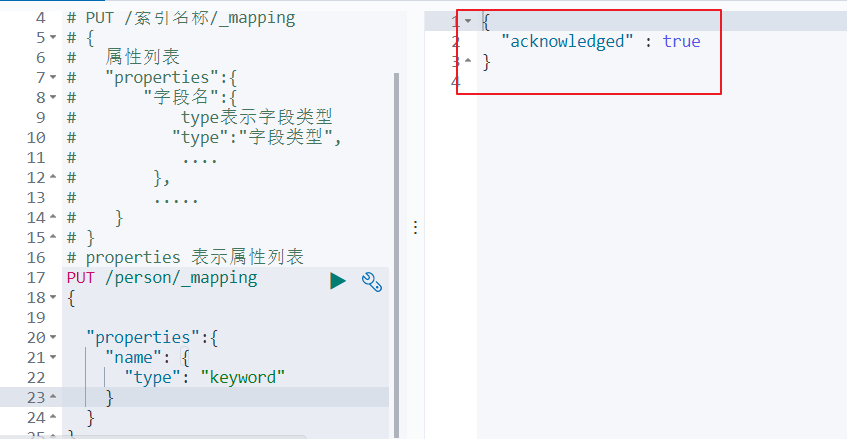 4 # PUT /索引名称/_mapping
5 # {
6 #   属性列表
7 #   "properties":{
8 #       "字段名":{
9 #           type表示字段类型
10 #          "type":"字段类型",
11 #           ....
12 #        },
13 #        .....
14 #    }
15 # }
16 # properties 表示属性列表
17 PUT /person/_mapping
18 {
19
20   "properties":{
21     "name": {
22       "type": "keyword"
23     }
24   }
25 }
1 {
2   "acknowledged" : true
3 }
4